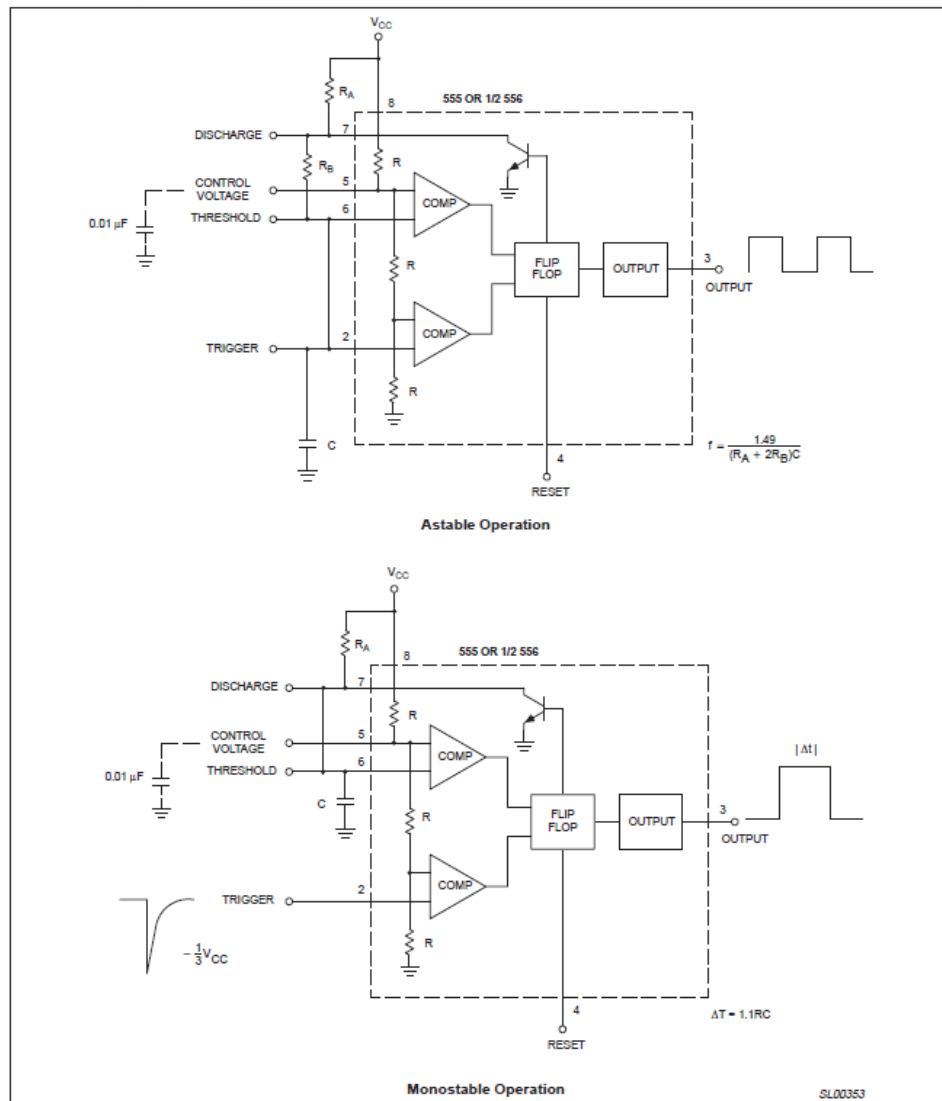 VCC
RA
8
555 OR 1/2 556
DISCHARGE
7
RB
R
CONTROL
VOLTAGE
5
COMP
0.01 µF
THRESHOLD
6
R
FLIP
FLOP
OUTPUT
3
OUTPUT
COMP
TRIGGER
2
R
C
4
f = 1.49
(RA + 2RB)C
RESET
Astable Operation
VCC
RA
8
555 OR 1/2 556
DISCHARGE
7
R
CONTROL
VOLTAGE
5
COMP
| Δt |
0.01 µF
THRESHOLD
6
C
R
FLIP
FLOP
OUTPUT
3
OUTPUT
COMP
TRIGGER
2
R
– 1/3 VCC
4
ΔT = 1.1RC
RESET
Monostable Operation
SL00353